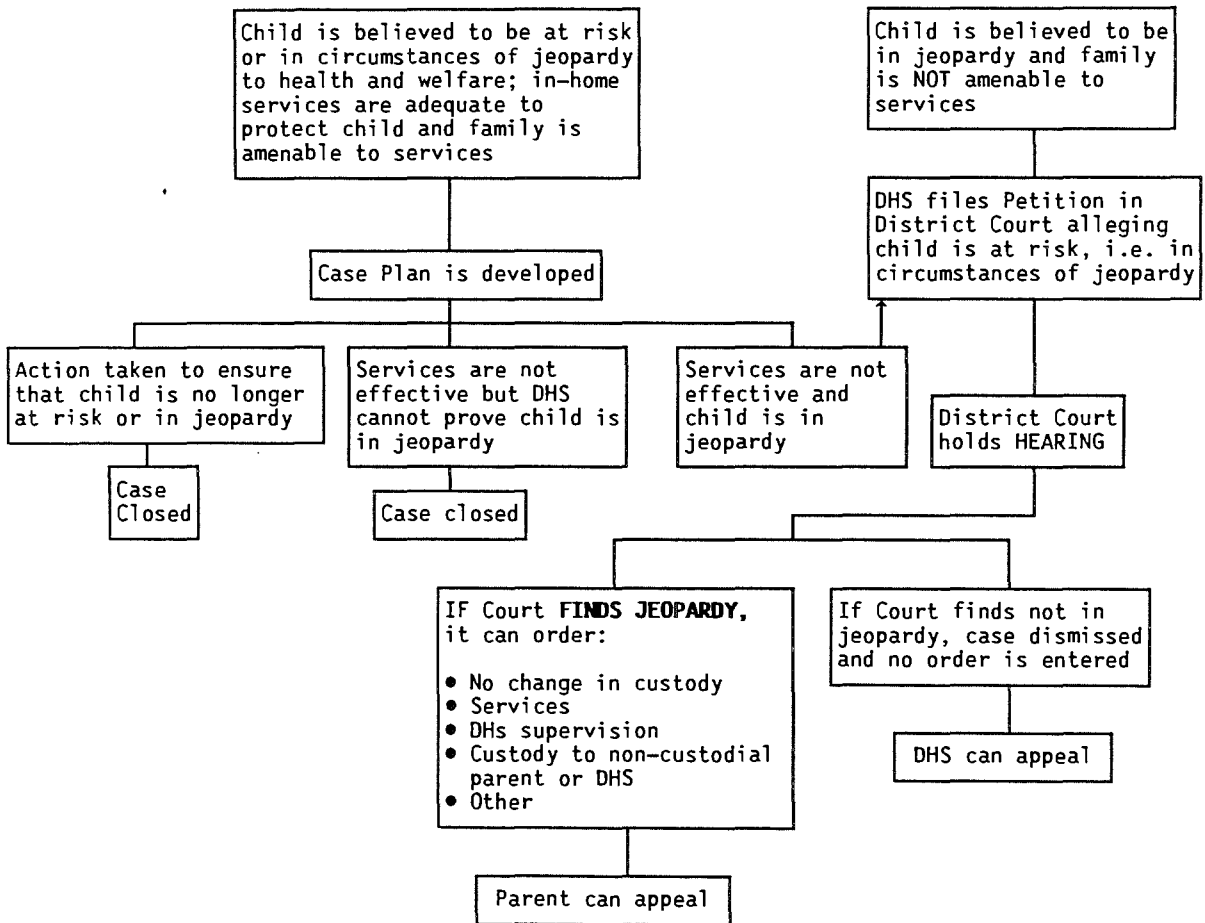 Child is believed to be at risk
or in circumstances of jeopardy
to health and welfare; in-home
services are adequate to
protect child and family is
amenable to services
Child is believed to be
in jeopardy and family
is NOT amenable to
services
DHS files Petition in
District Court alleging
child is at risk, i.e. in
circumstances of jeopardy
Case Plan is developed
Action taken to ensure
that child is no longer
at risk or in jeopardy
Services are not
effective but DHS
cannot prove child is
in jeopardy
Services are not
effective and
child is in
jeopardy
District Court
holds HEARING
Case
Closed
Case closed
IF Court FINDS JEOPARDY,
it can order:
• No change in custody
• Services
• DHs supervision
• Custody to non-custodial
parent or DHS
• Other
If Court finds not in
jeopardy, case dismissed
and no order is entered
DHS can appeal
Parent can appeal